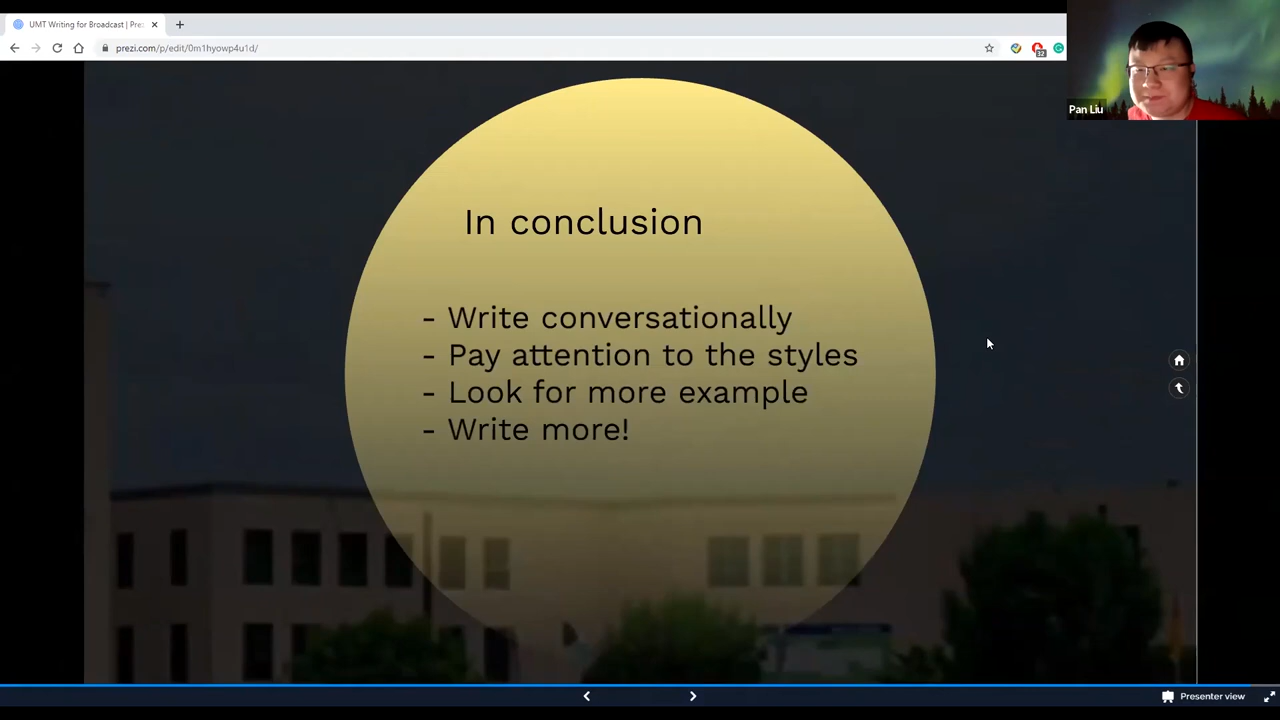 UMT Writing for Broadcast | Pre
prezi.com/p/edit/0m1hyowp4u1d/
32
Pan Liu
In conclusion
- Write conversationally
- Pay attention to the styles
- Look for more example
- Write more!
Presenter view